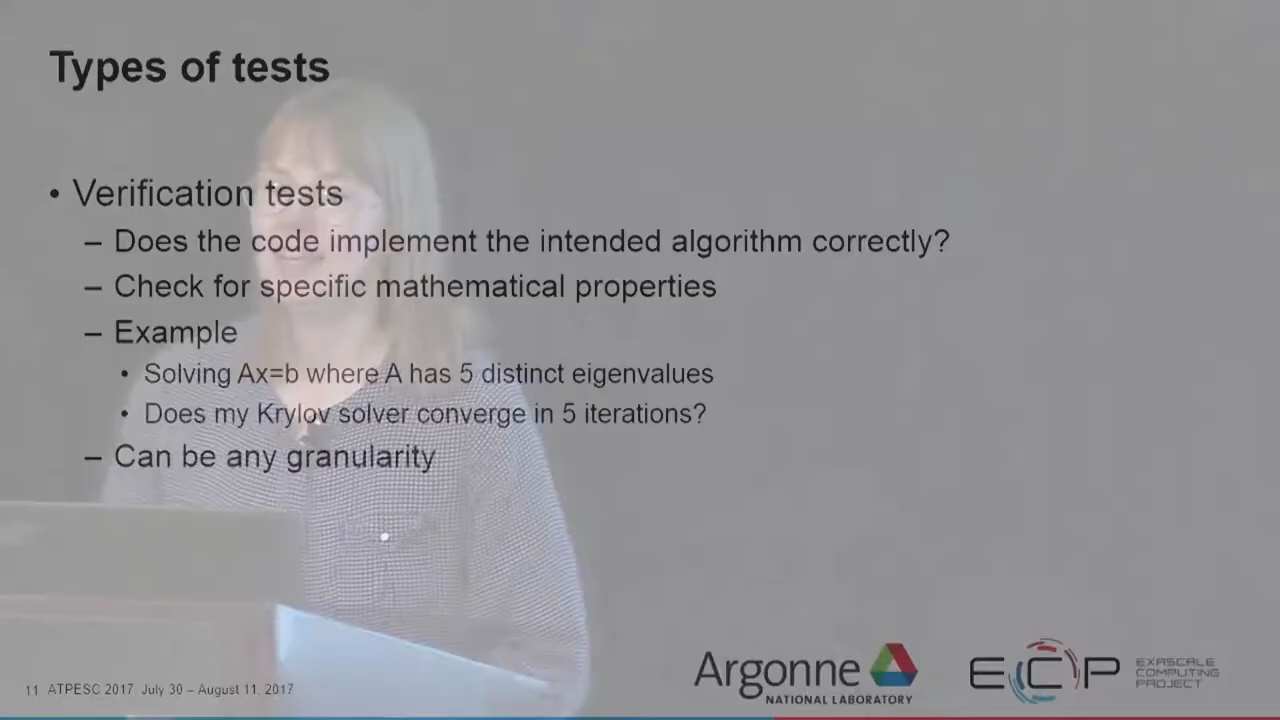 Types of tests
• Verification tests
– Does the code implement the intended algorithm correctly?
– Check for specific mathematical properties
– Example
• Solving Ax=b where A has 5 distinct eigenvalues
• Does my Krylov solver converge in 5 iterations?
– Can be any granularity
Argonne
NATIONAL LABORATORY
ECP
EXASCALE
COMPUTING
PROJECT
11 ATPESC 2017 July 30 – August 11, 2017